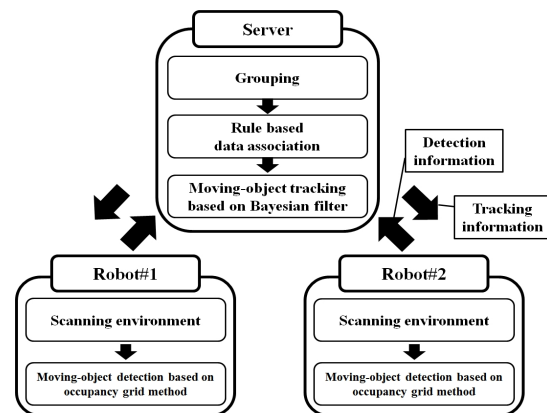 Server
Grouping
Rule based
data association
Moving-object tracking
based on Bayesian filter
Detection
information
Tracking
information
Robot#1
Scanning environment
Moving-object detection based on
occupancy grid method
Robot#2
Scanning environment
Moving-object detection based on
occupancy grid method